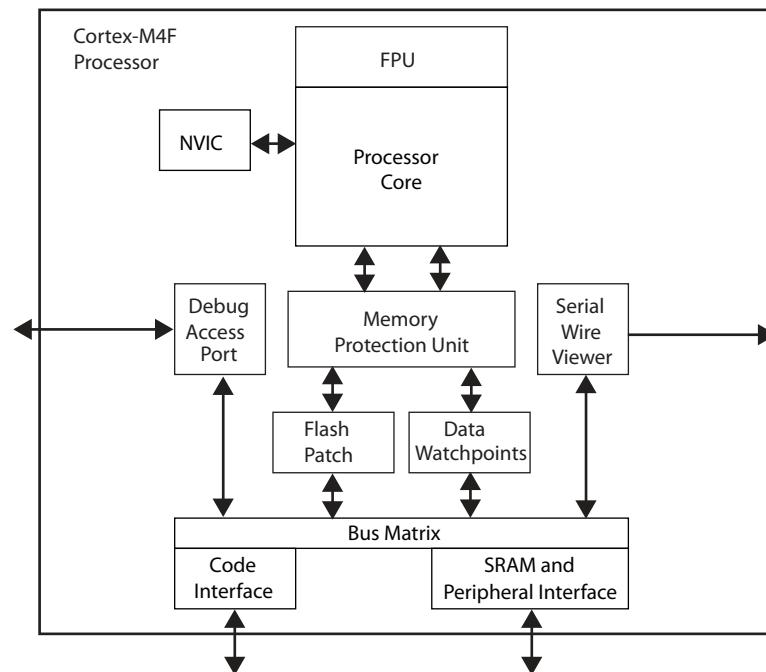 Cortex-M4F
Processor
FPU
NVIC
Processor
Core
Debug
Access
Port
Memory
Protection Unit
Serial
Wire
Viewer
Flash
Patch
Data
Watchpoints
Bus Matrix
Code
Interface
SRAM and
Peripheral Interface